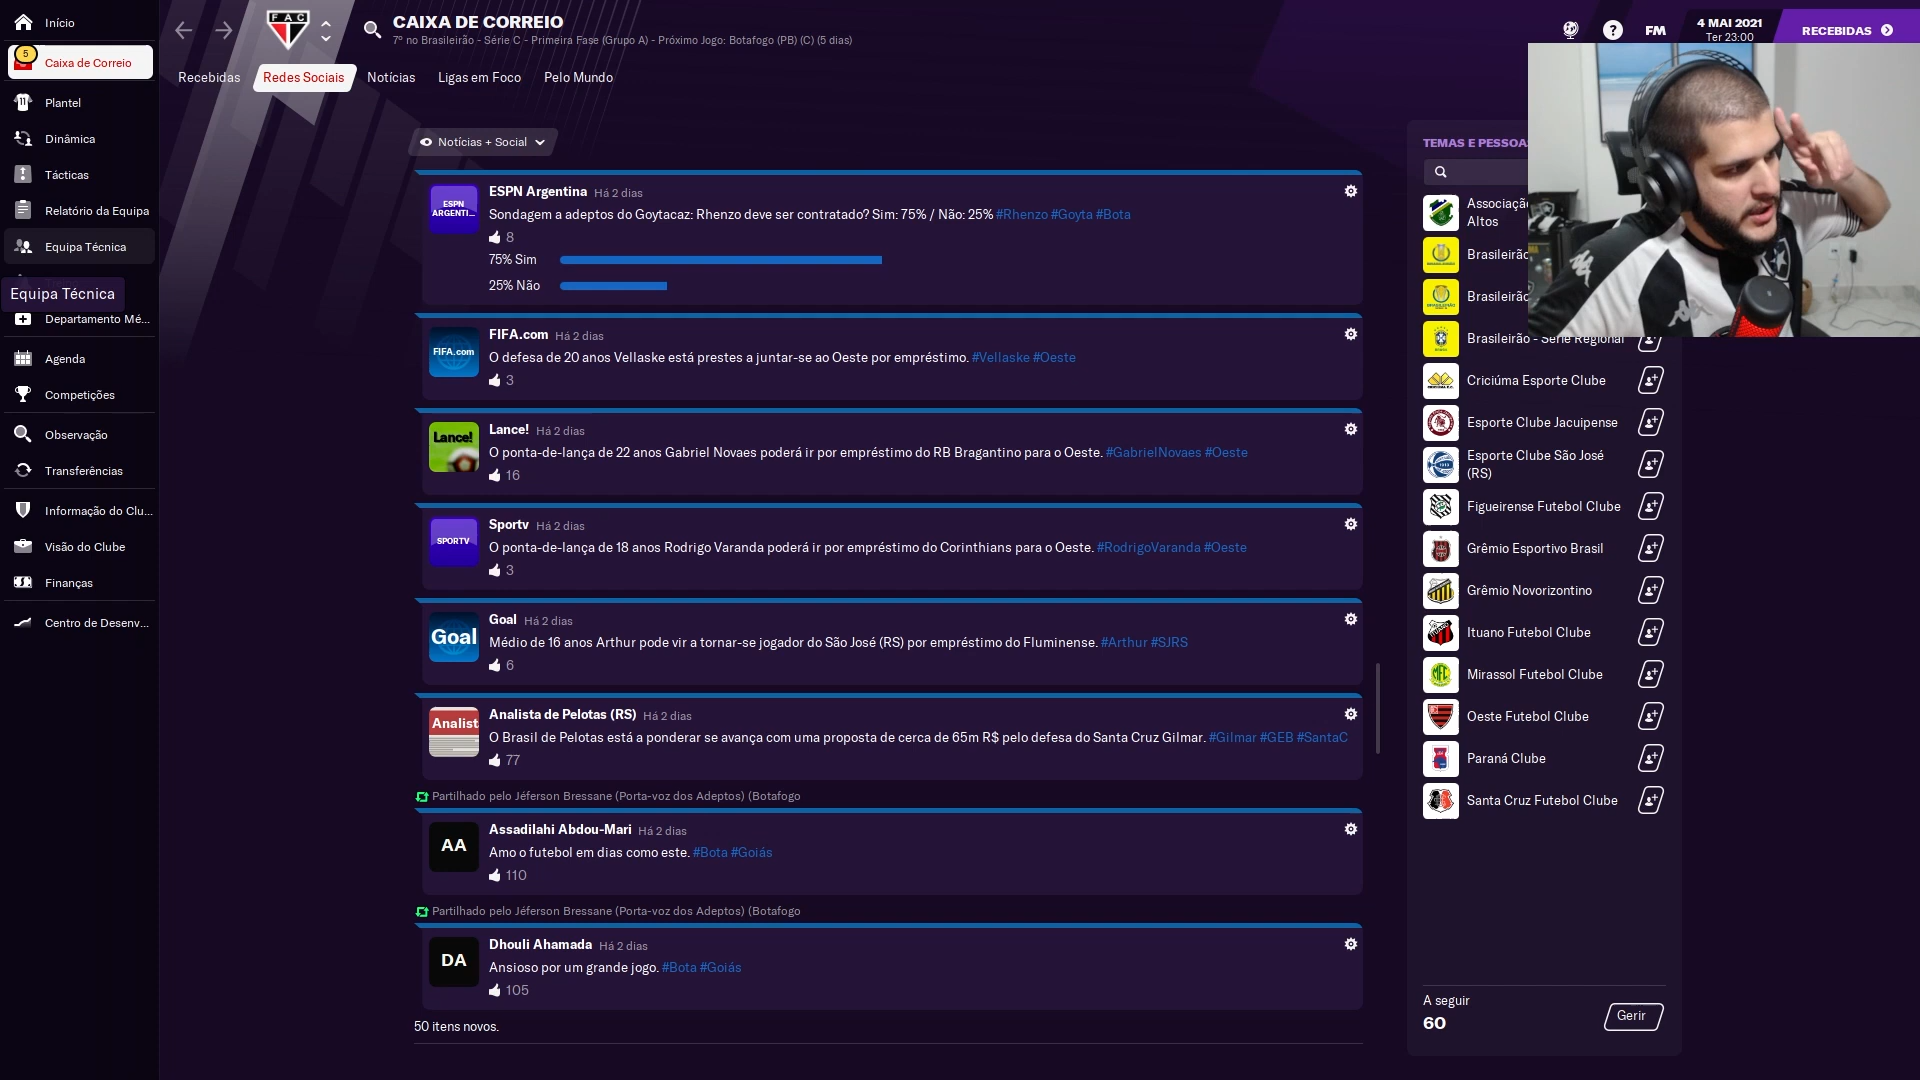 Início
5
Caixa de Correio
Plantel
Dinâmica
Tácticas
Relatório da Equipa
Equipa Técnica
Equipa Técnica
Departamento Mé...
Agenda
Competições
Observação
Transferências
Informação do Clu...
Visão do Clube
Finanças
Centro de Desenv...
FAC
CAIXA DE CORREIO
7º no Brasileirão - Série C - Primeira Fase (Grupo A) - Próximo Jogo: Botafogo (PB) (C) (5 dias)
?
FM
4 MAI 2021
Ter 23:00
RECEBIDAS
Recebidas
Redes Sociais
Notícias
Ligas em Foco
Pelo Mundo
Notícias + Social
ESPN ARGENTI...
ESPN Argentina Há 2 dias
Sondagem a adeptos do Goytacaz: Rhenzo deve ser contratado? Sim: 75% / Não: 25% #Rhenzo #Goyta #Bota
8
75% Sim
25% Não
FIFA.com
FIFA.com Há 2 dias
O defesa de 20 anos Vellaske está prestes a juntar-se ao Oeste por empréstimo. #Vellaske #Oeste
3
Lance!
Lance! Há 2 dias
O ponta-de-lança de 22 anos Gabriel Novaes poderá ir por empréstimo do RB Bragantino para o Oeste. #GabrielNovaes #Oeste
16
SPORTV
Sportv Há 2 dias
O ponta-de-lança de 18 anos Rodrigo Varanda poderá ir por empréstimo do Corinthians para o Oeste. #RodrigoVaranda #Oeste
3
Goal
Goal Há 2 dias
Médio de 16 anos Arthur pode vir a tornar-se jogador do São José (RS) por empréstimo do Fluminense. #Arthur #SJRS
6
Analist
Analista de Pelotas (RS) Há 2 dias
O Brasil de Pelotas está a ponderar se avança com uma proposta de cerca de 65m R$ pelo defesa do Santa Cruz Gilmar. #Gilmar #GEB #SantaC
77
Partilhado pelo Jéferson Bressane (Porta-voz dos Adeptos) (Botafogo
AA
Assadilahi Abdou-Mari Há 2 dias
Amo o futebol em dias como este. #Bota #Goiás
110
Partilhado pelo Jéferson Bressane (Porta-voz dos Adeptos) (Botafogo
DA
Dhouli Ahamada Há 2 dias
Ansioso por um grande jogo. #Bota #Goiás
105
50 itens novos.
TEMAS E PESSOA
Associação
Altos
Brasileirão
Brasileirão
Brasileirão - Série Regional
Criciúma Esporte Clube
Esporte Clube Jacuipense
Esporte Clube São José
(RS)
Figueirense Futebol Clube
Grêmio Esportivo Brasil
Grêmio Novorizontino
Ituano Futebol Clube
Mirassol Futebol Clube
Oeste Futebol Clube
Paraná Clube
Santa Cruz Futebol Clube
A seguir
60
Gerir